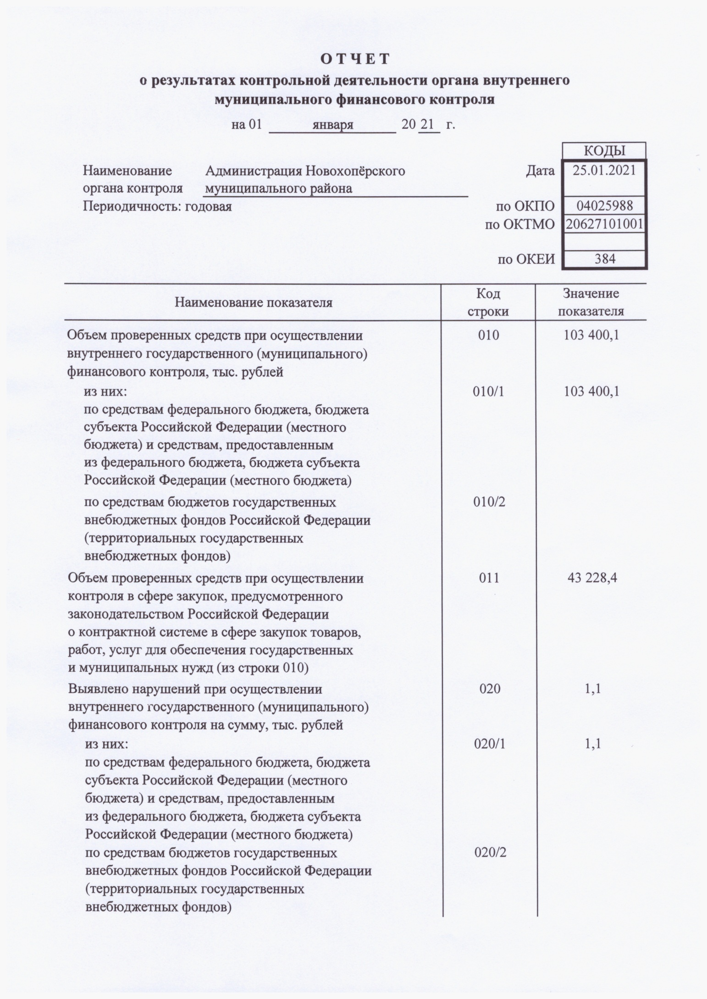 ОТЧЕТ
о результатах контрольной деятельности органа внутреннего
муниципального финансового контроля
на 01 января 20 21 г.
КОДЫ
Наименование Администрация Новохопёрского Дата 25.01.2021
органа контроля муниципального района
Периодичность: годовая по ОКПО 04025988
по ОКТМО 20627101001
по ОКЕИ 384
Наименование показателя Код строки Значение показателя
Объем проверенных средств при осуществлении 010 103 400,1
внутреннего государственного (муниципального)
финансового контроля, тыс. рублей
из них: 010/1 103 400,1
по средствам федерального бюджета, бюджета
субъекта Российской Федерации (местного
бюджета) и средствам, предоставленным
из федерального бюджета, бюджета субъекта
Российской Федерации (местного бюджета)
по средствам бюджетов государственных 010/2
внебюджетных фондов Российской Федерации
(территориальных государственных
внебюджетных фондов)
Объем проверенных средств при осуществлении 011 43 228,4
контроля в сфере закупок, предусмотренного
законодательством Российской Федерации
о контрактной системе в сфере закупок товаров,
работ, услуг для обеспечения государственных
и муниципальных нужд (из строки 010)
Выявлено нарушений при осуществлении 020 1,1
внутреннего государственного (муниципального)
финансового контроля на сумму, тыс. рублей
из них: 020/1 1,1
по средствам федерального бюджета, бюджета
субъекта Российской Федерации (местного
бюджета) и средствам, предоставленным
из федерального бюджета, бюджета субъекта
Российской Федерации (местного бюджета)
по средствам бюджетов государственных 020/2
внебюджетных фондов Российской Федерации
(территориальных государственных
внебюджетных фондов)